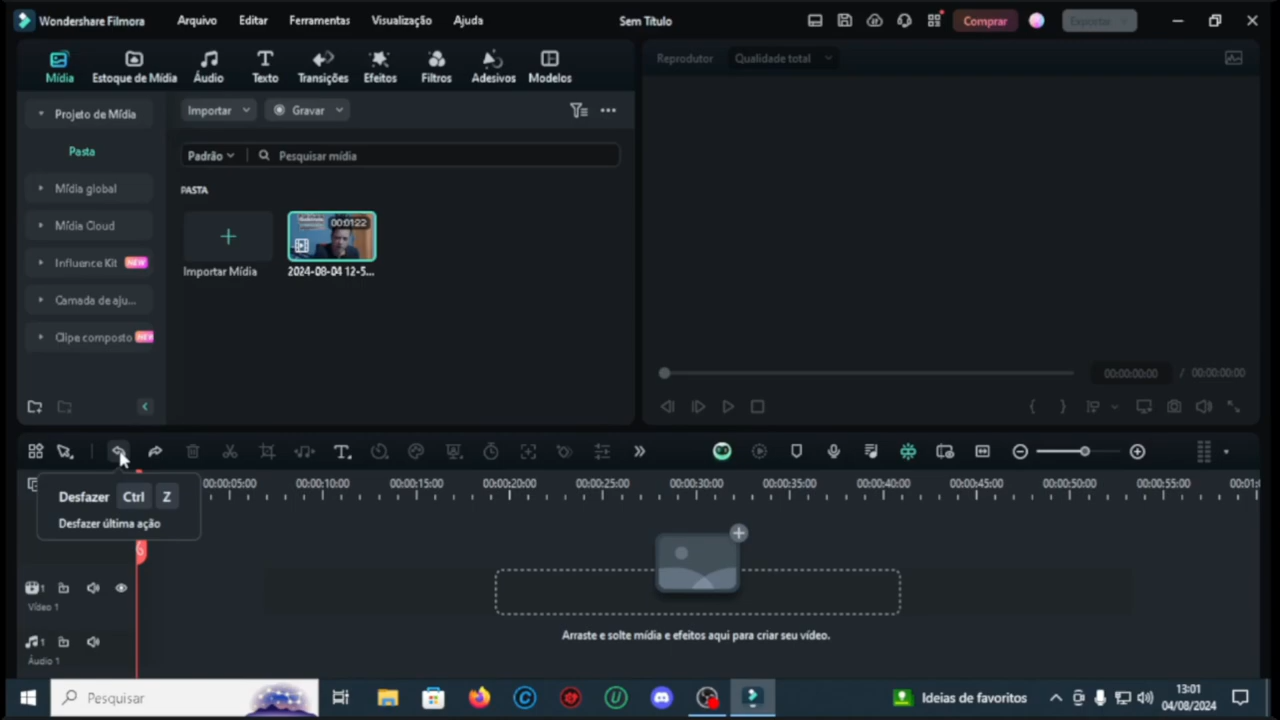 Wondershare Filmora Arquivo Editar Ferramentas Visualização Ajuda Sem Título Comprar Exportar
Mídia Estoque de Mídia Áudio Texto Transições Efeitos Filtros Adesivos Modelos
Reprodutor Qualidade total
Projeto de Mídia
Pasta
Mídia global
Mídia Cloud
Influence Kit NEW
Camada de aju...
Clipe composto NEW
Importar Gravar
Padrão Pesquisar mídia
PASTA
00:01:22
Importar Mídia 2024-08-04 12-5...
00:00:00:00 / 00:00:00:00
Desfazer Ctrl Z
Desfazer última ação
00:00:05:00 00:00:10:00 00:00:15:00 00:00:20:00 00:00:25:00 00:00:30:00 00:00:35:00 00:00:40:00 00:00:45:00 00:00:50:00 00:00:55:00 00:01:0
1
Vídeo 1
1
Áudio 1
Arraste e solte mídia e efeitos aqui para criar seu vídeo.
Pesquisar Ideias de favoritos 13:01
04/08/2024